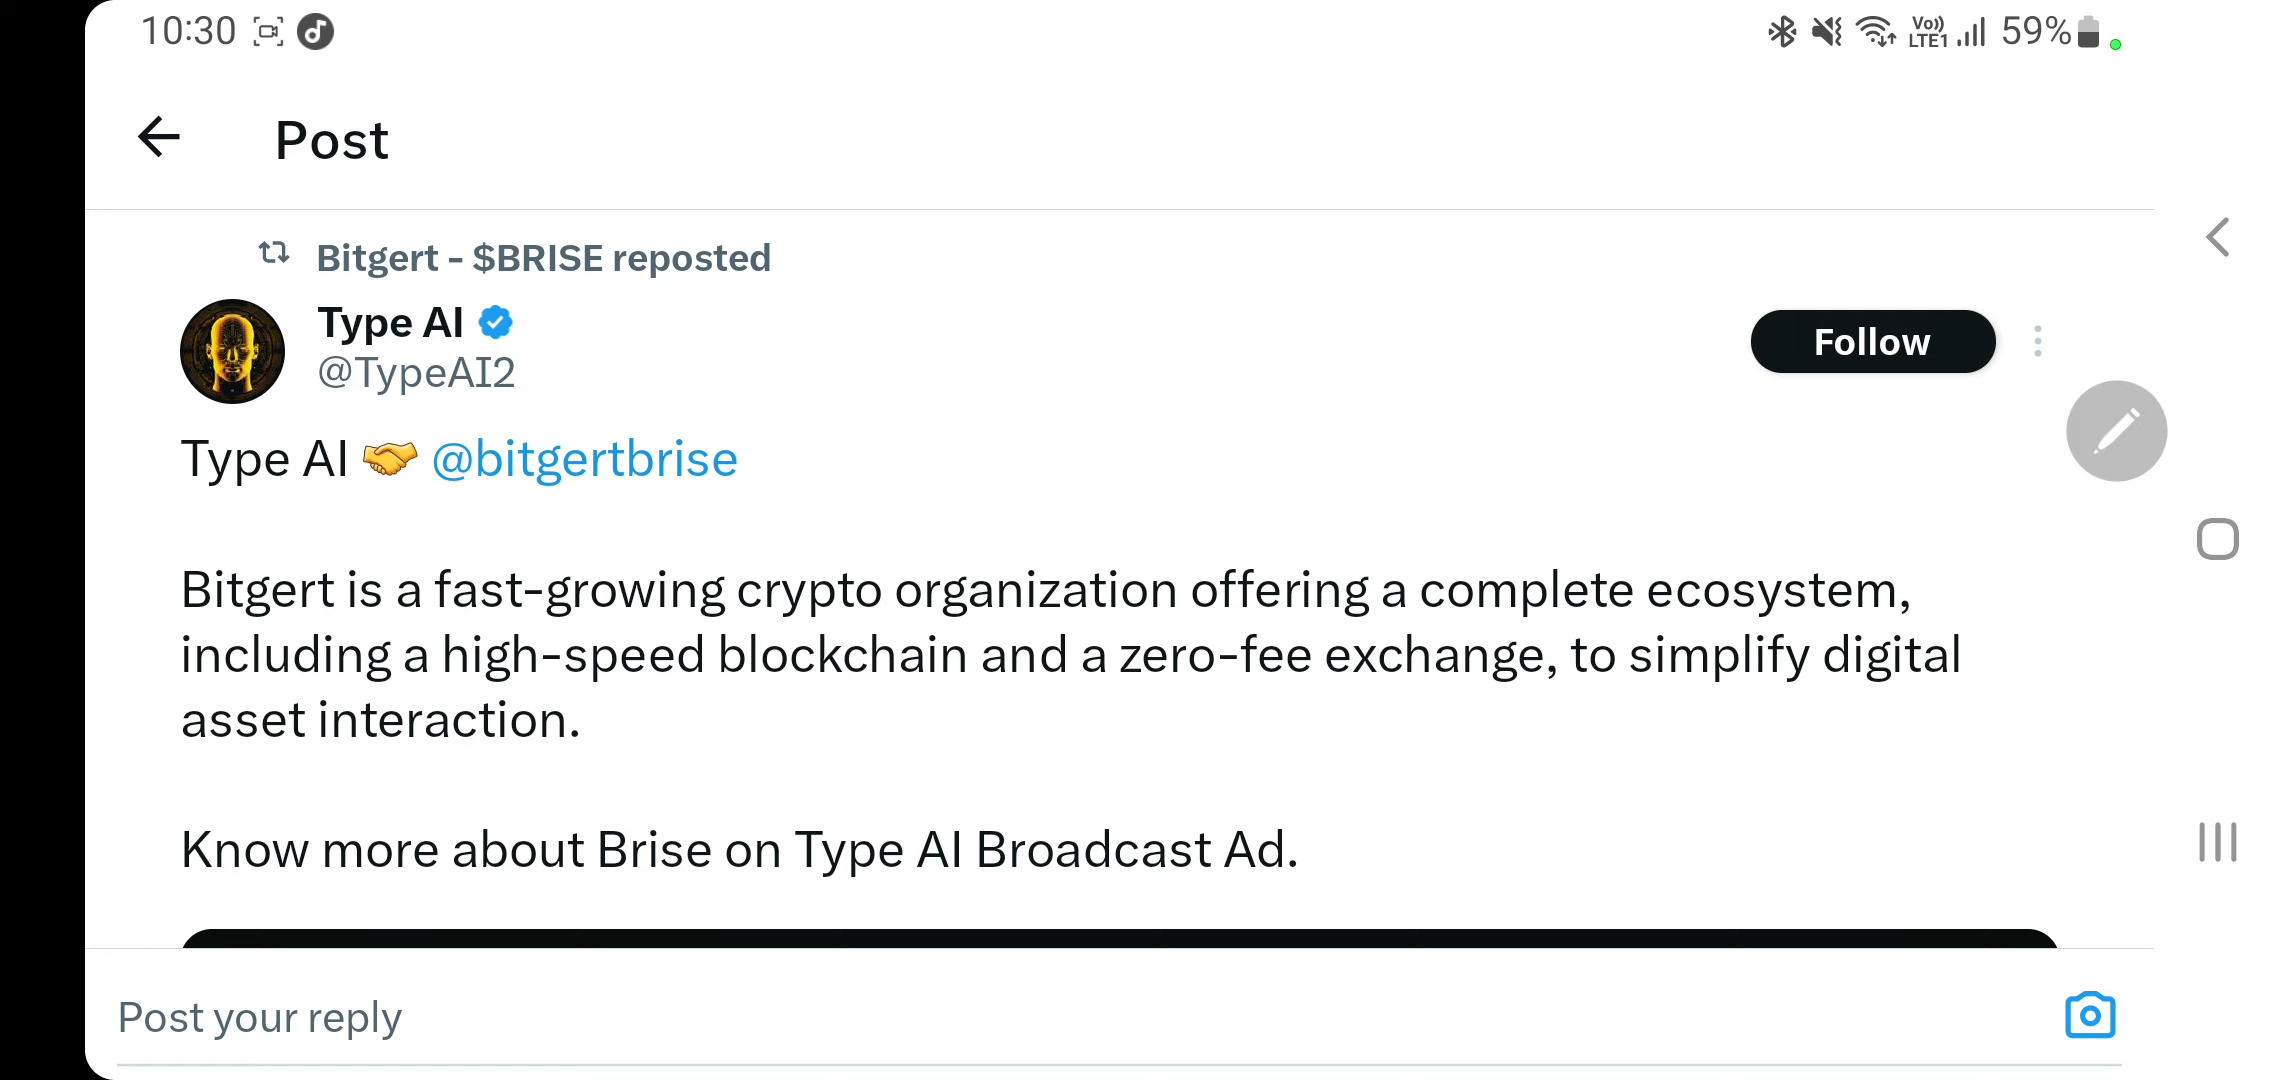 10:30
Vo)) LTE1 59%
Post
Bitgert - $BRISE reposted
Type AI
@TypeAI2
Follow
Type AI 🤝 @bitgertbrise
Bitgert is a fast-growing crypto organization offering a complete ecosystem,
including a high-speed blockchain and a zero-fee exchange, to simplify digital
asset interaction.
Know more about Brise on Type AI Broadcast Ad.
Post your reply